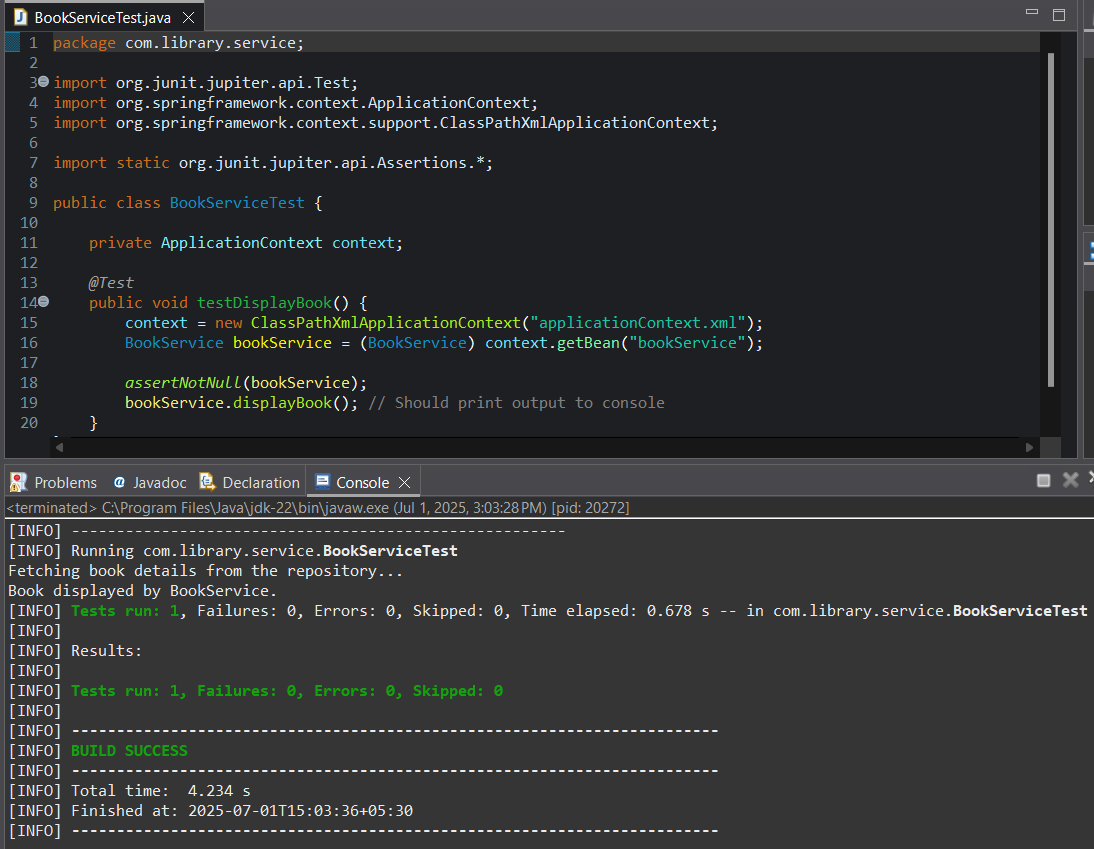 BookServiceTest.java
1 package com.library.service;
2
3 import org.junit.jupiter.api.Test;
4 import org.springframework.context.ApplicationContext;
5 import org.springframework.context.support.ClassPathXmlApplicationContext;
6
7 import static org.junit.jupiter.api.Assertions.*;
8
9 public class BookServiceTest {
10
11     private ApplicationContext context;
12
13     @Test
14     public void testDisplayBook() {
15         context = new ClassPathXmlApplicationContext("applicationContext.xml");
16         BookService bookService = (BookService) context.getBean("bookService");
17
18         assertNotNull(bookService);
19         bookService.displayBook(); // Should print output to console
20     }
Problems @ Javadoc Declaration Console
<terminated> C:\Program Files\Java\jdk-22\bin\javaw.exe (Jul 1, 2025, 3:03:28 PM) [pid: 20272]
[INFO] -------------------------------------------------------
[INFO] Running com.library.service.BookServiceTest
Fetching book details from the repository...
Book displayed by BookService.
[INFO] Tests run: 1, Failures: 0, Errors: 0, Skipped: 0, Time elapsed: 0.678 s -- in com.library.service.BookServiceTest
[INFO]
[INFO] Results:
[INFO]
[INFO] Tests run: 1, Failures: 0, Errors: 0, Skipped: 0
[INFO]
[INFO] ------------------------------------------------------------------------
[INFO] BUILD SUCCESS
[INFO] ------------------------------------------------------------------------
[INFO] Total time:  4.234 s
[INFO] Finished at: 2025-07-01T15:03:36+05:30
[INFO] ------------------------------------------------------------------------